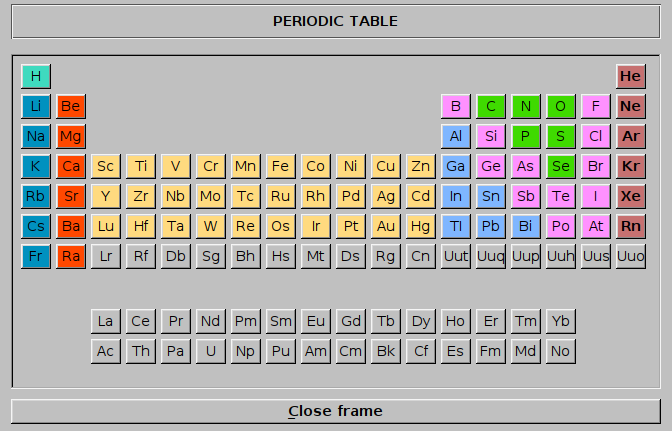 PERIODIC TABLE
H He
Li Be B C N O F Ne
Na Mg Al Si P S Cl Ar
K Ca Sc Ti V Cr Mn Fe Co Ni Cu Zn Ga Ge As Se Br Kr
Rb Sr Y Zr Nb Mo Tc Ru Rh Pd Ag Cd In Sn Sb Te I Xe
Cs Ba Lu Hf Ta W Re Os Ir Pt Au Hg Tl Pb Bi Po At Rn
Fr Ra Lr Rf Db Sg Bh Hs Mt Ds Rg Cn Uut Uuq Uup Uuh Uus Uuo
La Ce Pr Nd Pm Sm Eu Gd Tb Dy Ho Er Tm Yb
Ac Th Pa U Np Pu Am Cm Bk Cf Es Fm Md No
Close frame